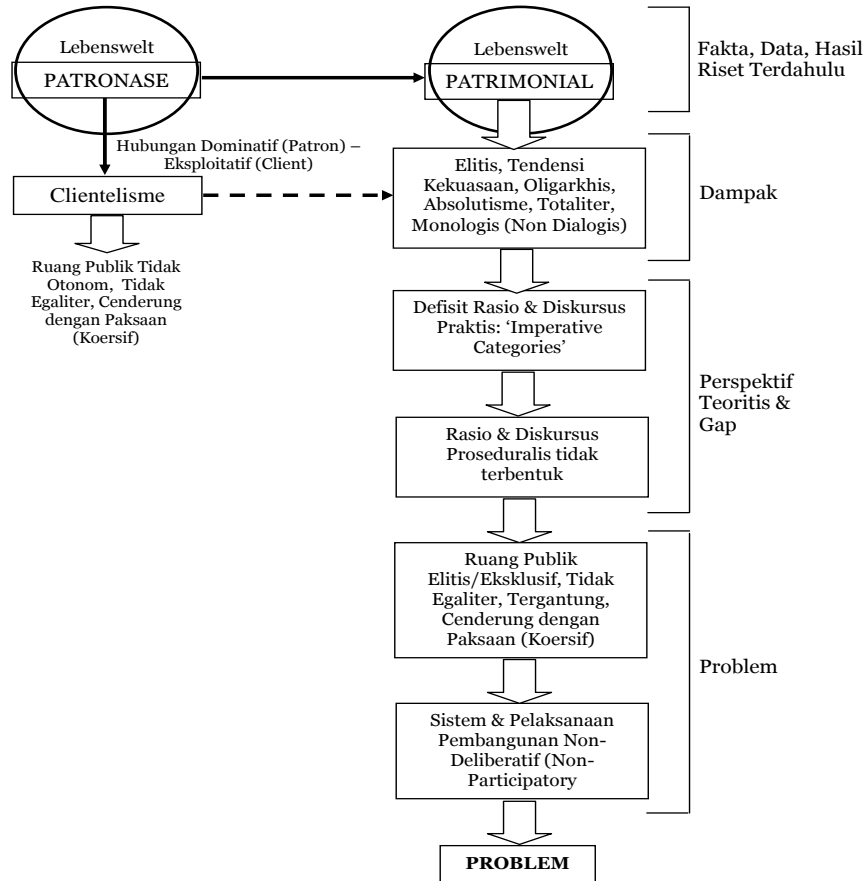 Lebenswelt
PATRONASE
Lebenswelt
PATRIMONIAL
Fakta, Data, Hasil
Riset Terdahulu
Hubungan Dominatif (Patron) –
Eksploitatif (Client)
Clientelisme
Ruang Publik Tidak
Otonom, Tidak
Egaliter, Cenderung
dengan Paksaan
(Koersif)
Elitis, Tendensi
Kekuasaan, Oligarkhis,
Absolutisme, Totaliter,
Monologis (Non Dialogis)
Dampak
Defisit Rasio & Diskursus
Praktis: ‘Imperative
Categories’
Rasio & Diskursus
Proseduralis tidak
terbentuk
Perspektif
Teoritis &
Gap
Ruang Publik
Elitis/Eksklusif, Tidak
Egaliter, Tergantung,
Cenderung dengan
Paksaan (Koersif)
Sistem & Pelaksanaan
Pembangunan Non-
Deliberatif (Non-
Participatory
Problem
PROBLEM